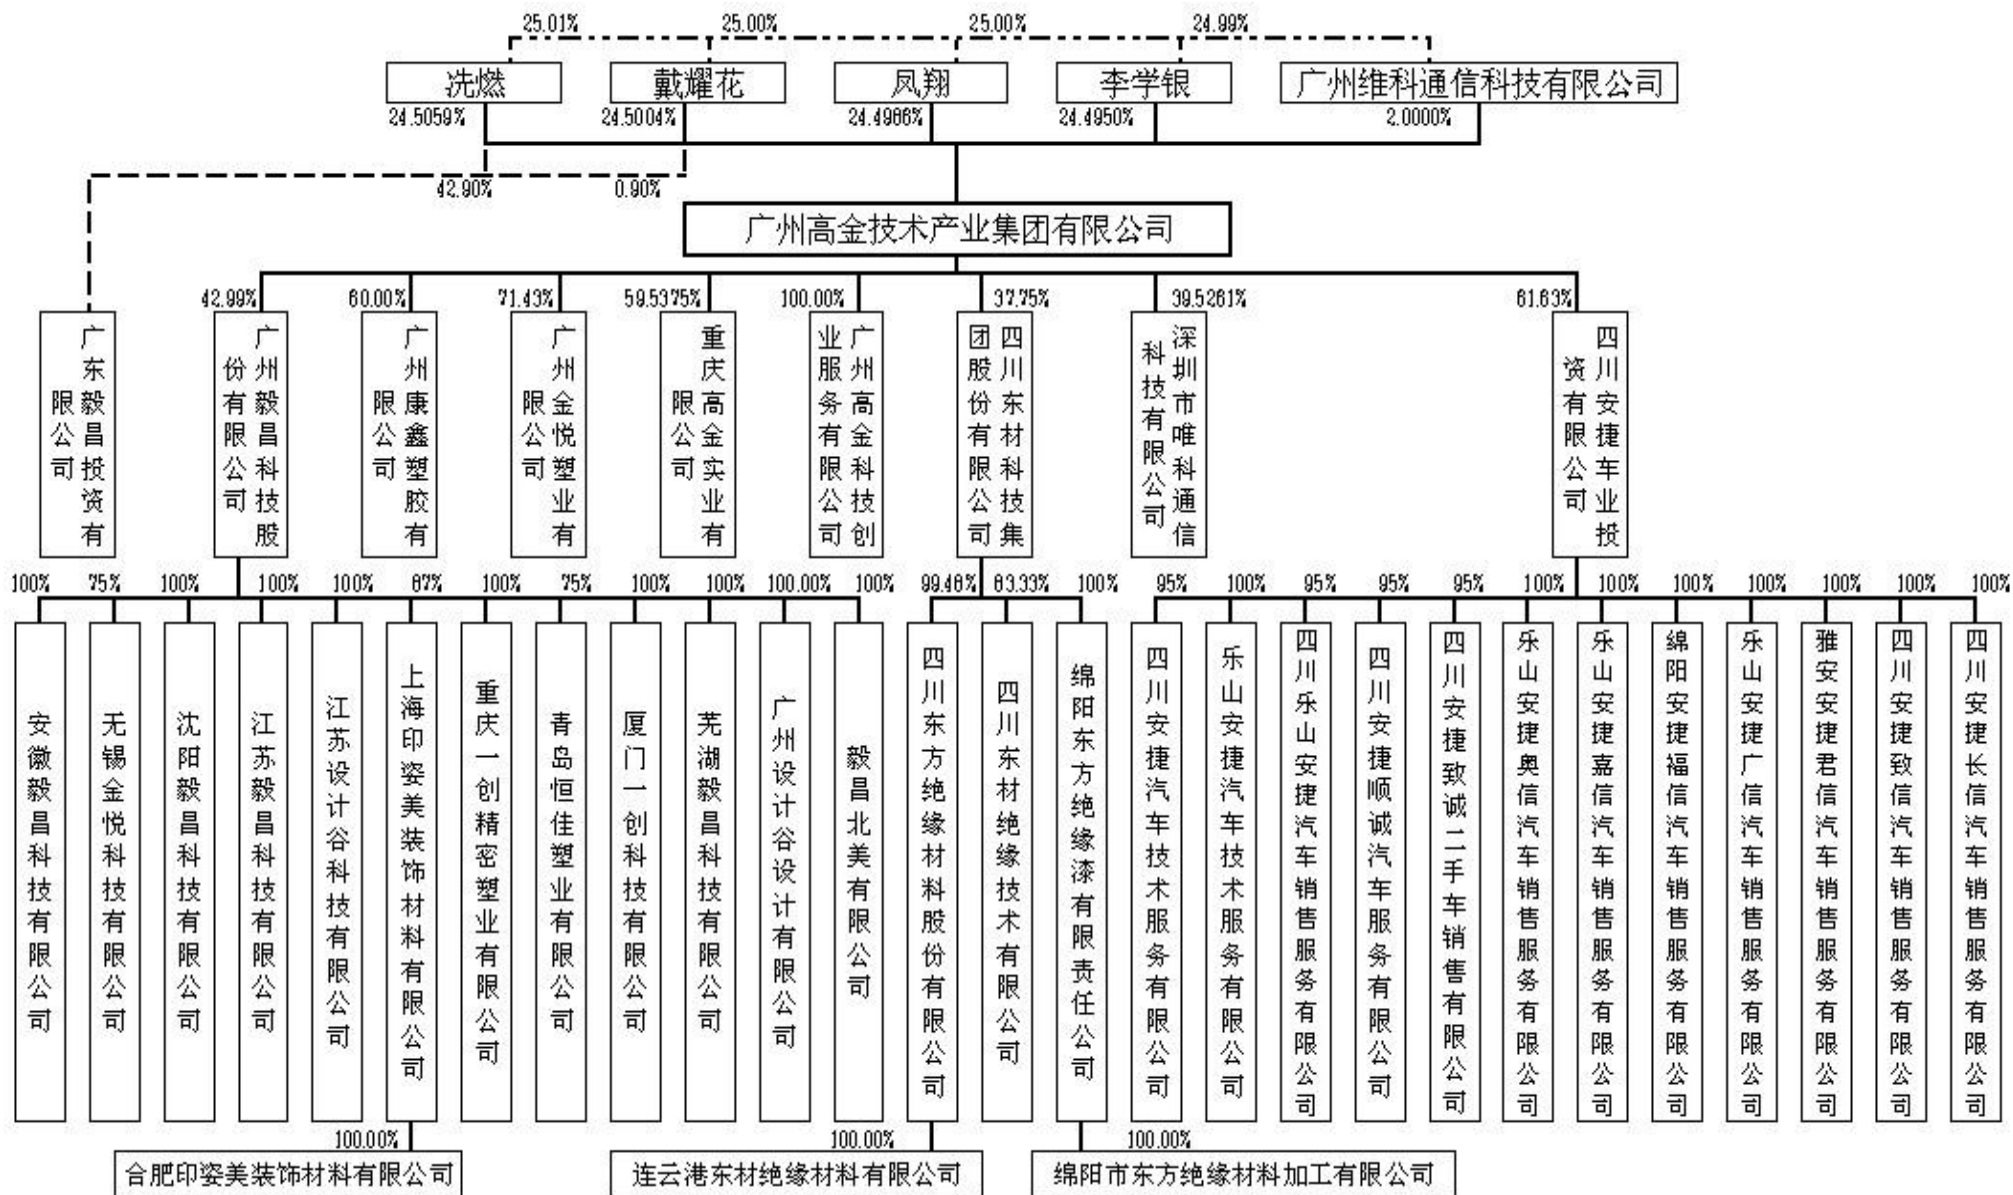 25.01% 25.00% 25.00% 24.99%
冼燃 戴耀花 凤翔 李学银 广州维科通信科技有限公司
24.5059% 24.5004% 24.4986% 24.4950% 2.0000%
42.90% 0.90%
广州高金技术产业集团有限公司
42.99% 60.00% 71.43% 59.5375% 100.00% 37.75% 39.5261% 61.63%
广东毅昌投资有限公司
广州毅昌科技股份有限公司
广州康鑫塑胶有限公司
广州金悦塑业有限公司
重庆高金实业有限公司
广州高金科技创业服务有限公司
四川东材科技集团股份有限公司
深圳市唯科通信科技有限公司
四川安捷车业投资有限公司
100% 75% 100% 100% 100% 67% 100% 75% 100% 100% 100.00% 100% 99.46% 63.33% 100% 95% 100% 95% 95% 95% 100% 100% 100% 100% 100% 100% 100%
安徽毅昌科技有限公司
无锡金悦科技有限公司
沈阳毅昌科技有限公司
江苏毅昌科技有限公司
江苏设计谷科技有限公司
上海印姿美装饰材料有限公司
重庆一创精密塑业有限公司
青岛恒佳塑业有限公司
厦门一创科技有限公司
芜湖毅昌科技有限公司
广州设计谷设计有限公司
毅昌北美有限公司
四川东方绝缘材料股份有限公司
四川东材绝缘技术有限公司
绵阳东方绝缘漆有限责任公司
四川安捷汽车技术服务有限公司
乐山安捷汽车技术服务有限公司
四川乐山安捷汽车销售服务有限公司
四川安捷顺诚汽车服务有限公司
四川安捷致诚二手车销售有限公司
乐山安捷奥信汽车销售服务有限公司
乐山安捷嘉信汽车销售服务有限公司
绵阳安捷福信汽车销售服务有限公司
乐山安捷广信汽车销售服务有限公司
雅安安捷君信汽车销售服务有限公司
四川安捷致信汽车销售服务有限公司
四川安捷长信汽车销售服务有限公司
100.00% 100.00% 100.00%
合肥印姿美装饰材料有限公司 连云港东材绝缘材料有限公司 绵阳市东方绝缘材料加工有限公司